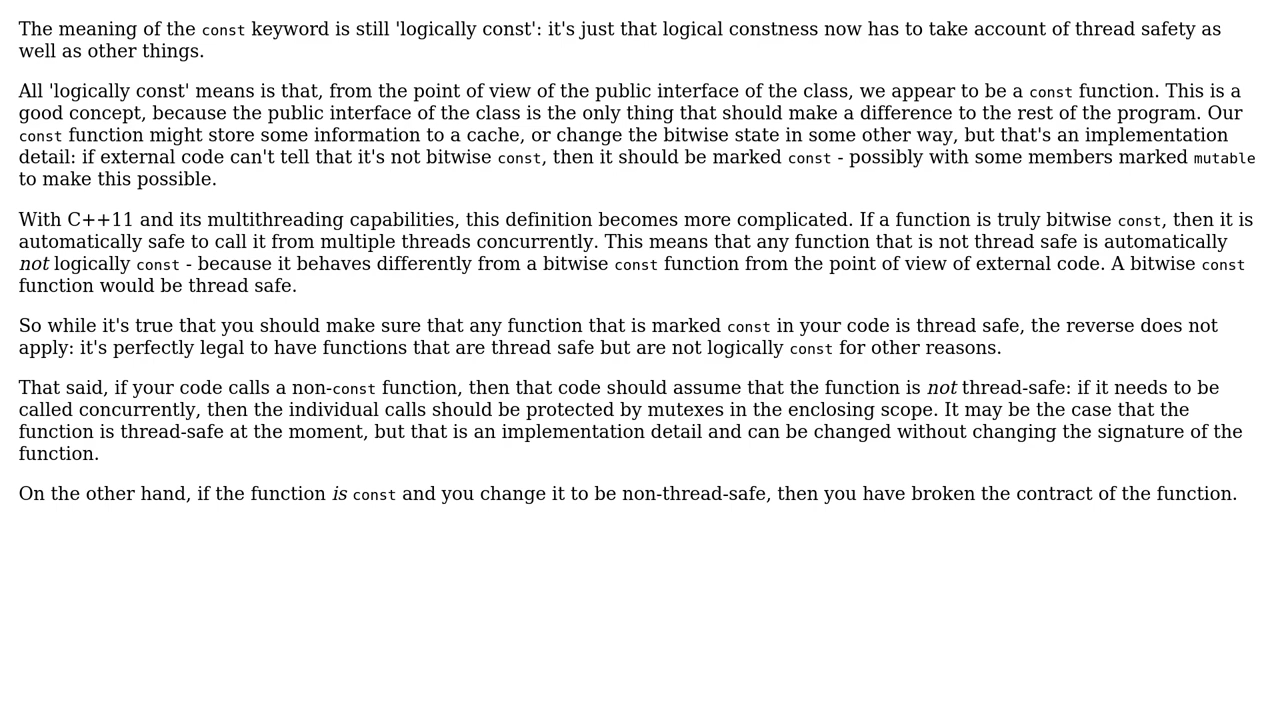 The meaning of the const keyword is still 'logically const': it's just that logical constness now has to take account of thread safety as
well as other things.
All 'logically const' means is that, from the point of view of the public interface of the class, we appear to be a const function. This is a
good concept, because the public interface of the class is the only thing that should make a difference to the rest of the program. Our
const function might store some information to a cache, or change the bitwise state in some other way, but that's an implementation
detail: if external code can't tell that it's not bitwise const, then it should be marked const - possibly with some members marked mutable
to make this possible.
With C++11 and its multithreading capabilities, this definition becomes more complicated. If a function is truly bitwise const, then it is
automatically safe to call it from multiple threads concurrently. This means that any function that is not thread safe is automatically
not logically const - because it behaves differently from a bitwise const function from the point of view of external code. A bitwise const
function would be thread safe.
So while it's true that you should make sure that any function that is marked const in your code is thread safe, the reverse does not
apply: it's perfectly legal to have functions that are thread safe but are not logically const for other reasons.
That said, if your code calls a non-const function, then that code should assume that the function is not thread-safe: if it needs to be
called concurrently, then the individual calls should be protected by mutexes in the enclosing scope. It may be the case that the
function is thread-safe at the moment, but that is an implementation detail and can be changed without changing the signature of the
function.
On the other hand, if the function is const and you change it to be non-thread-safe, then you have broken the contract of the function.